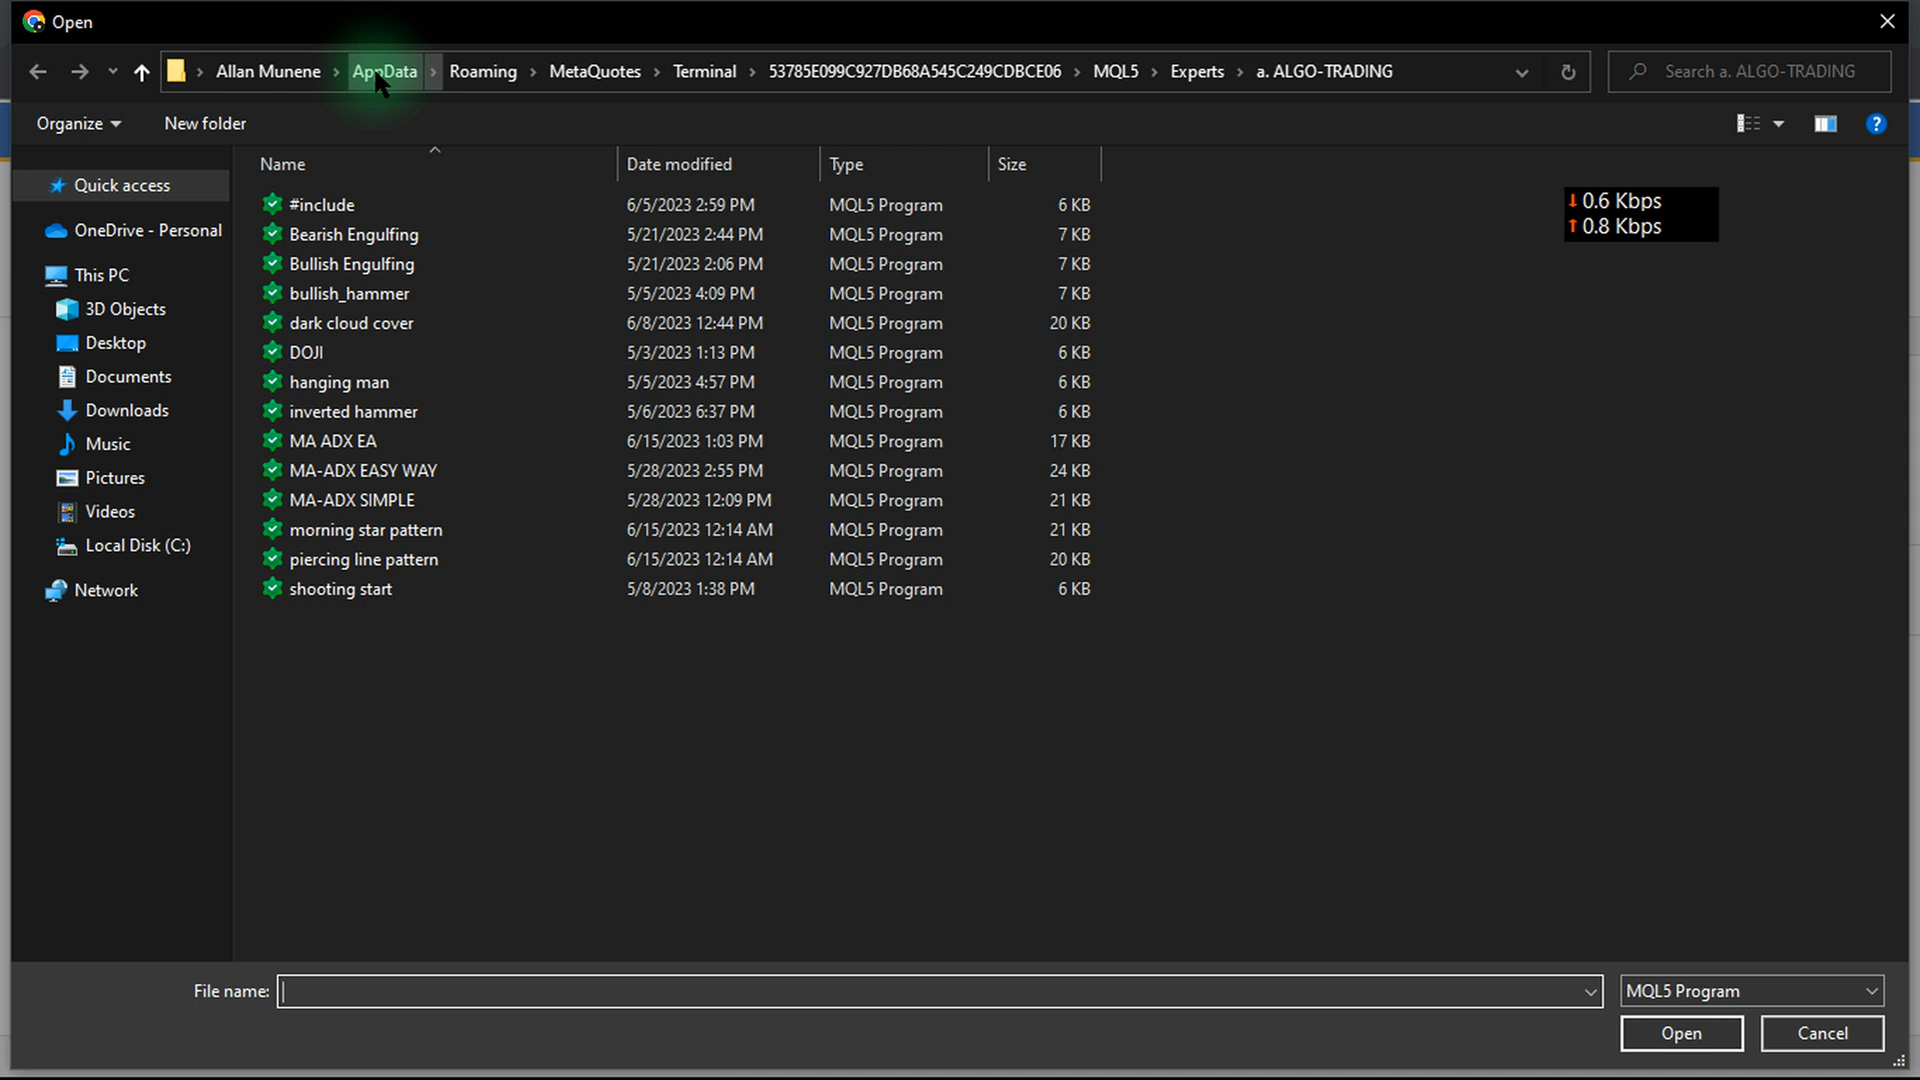 Open
Allan Munene › AppData › Roaming › MetaQuotes › Terminal › 53785E099C927DB68A545C249CDBCE06 › MQL5 › Experts › a. ALGO-TRADING
Search a. ALGO-TRADING
Organize New folder
Name Date modified Type Size
Quick access
OneDrive - Personal
This PC
3D Objects
Desktop
Documents
Downloads
Music
Pictures
Videos
Local Disk (C:)
Network
#include 6/5/2023 2:59 PM MQL5 Program 6 KB
Bearish Engulfing 5/21/2023 2:44 PM MQL5 Program 7 KB
Bullish Engulfing 5/21/2023 2:06 PM MQL5 Program 7 KB
bullish_hammer 5/5/2023 4:09 PM MQL5 Program 7 KB
dark cloud cover 6/8/2023 12:44 PM MQL5 Program 20 KB
DOJI 5/3/2023 1:13 PM MQL5 Program 6 KB
hanging man 5/5/2023 4:57 PM MQL5 Program 6 KB
inverted hammer 5/6/2023 6:37 PM MQL5 Program 6 KB
MA ADX EA 6/15/2023 1:03 PM MQL5 Program 17 KB
MA-ADX EASY WAY 5/28/2023 2:55 PM MQL5 Program 24 KB
MA-ADX SIMPLE 5/28/2023 12:09 PM MQL5 Program 21 KB
morning star pattern 6/15/2023 12:14 AM MQL5 Program 21 KB
piercing line pattern 6/15/2023 12:14 AM MQL5 Program 20 KB
shooting start 5/8/2023 1:38 PM MQL5 Program 6 KB
↓ 0.6 Kbps
↑ 0.8 Kbps
File name:
MQL5 Program
Open Cancel